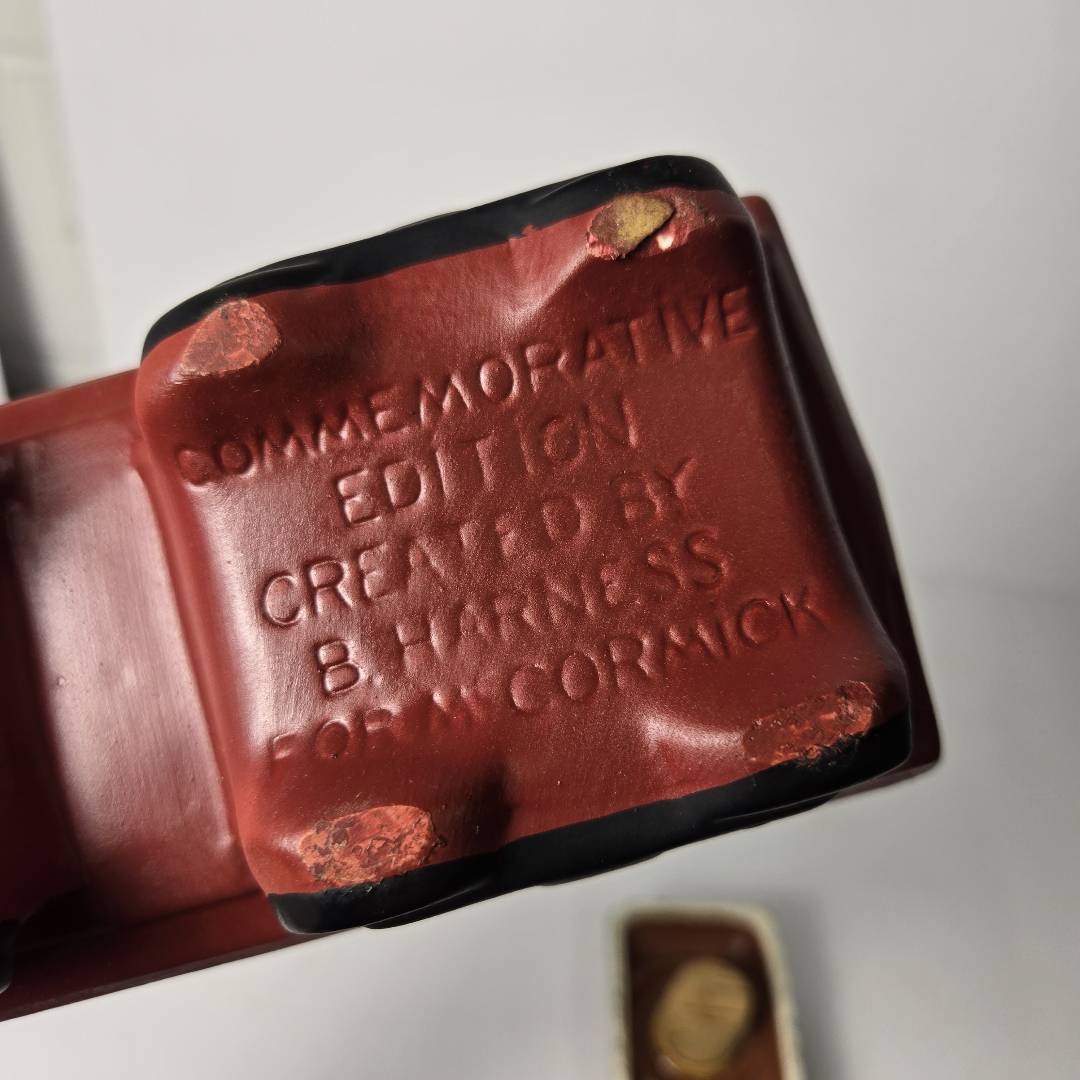 COMMEMORATIVE
EDITION
CREATED BY
B. HARNESS
FOR McCORMICK